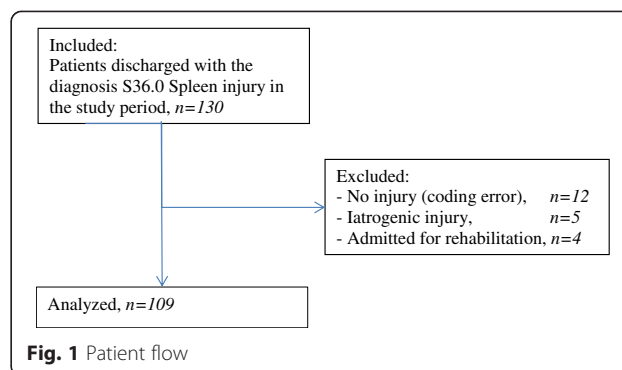 Included:
Patients discharged with the
diagnosis S36.0 Spleen injury in
the study period, n=130
Excluded:
- No injury (coding error), n=12
- Iatrogenic injury, n=5
- Admitted for rehabilitation, n=4
Analyzed, n=109
Fig. 1 Patient flow